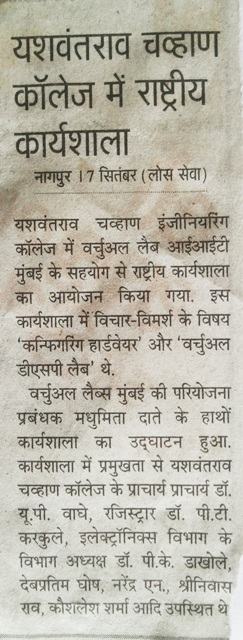 यशवंतराव चव्हाण
कॉलेज में राष्ट्रीय
कार्यशाला
नागपुर । 7 सितंबर (लोस सेवा)
यशवंतराव चव्हाण इंजीनियरिंग
कॉलेज में वर्चुअल लैब आईआईटी
मुंबई के सहयोग से राष्ट्रीय कार्यशाला
का आयोजन किया गया. इस
कार्यशाला में विचार-विमर्श के विषय
'कन्फिगरिंग हार्डवेयर' और 'वर्चुअल
डीएसपी लैब' थे.
वर्चुअल लैब्स मुंबई की परियोजना
प्रबंधक मधुमिता दाते के हाथों
कार्यशाला का उद्घाटन हुआ.
कार्यशाला में प्रमुखता से यशवंतराव
चव्हाण कॉलेज के प्राचार्य प्राचार्य डॉ.
यू.पी. वाघे, रजिस्ट्रार डॉ. पी.टी.
करकुले, इलेक्ट्रॉनिक्स विभाग के
विभाग अध्यक्ष डॉ. पी.के. डाखोले,
देवप्रतिम घोष, नरेंद्र एन., श्रीनिवास
राव, कौशलेश शर्मा आदि उपस्थित थे